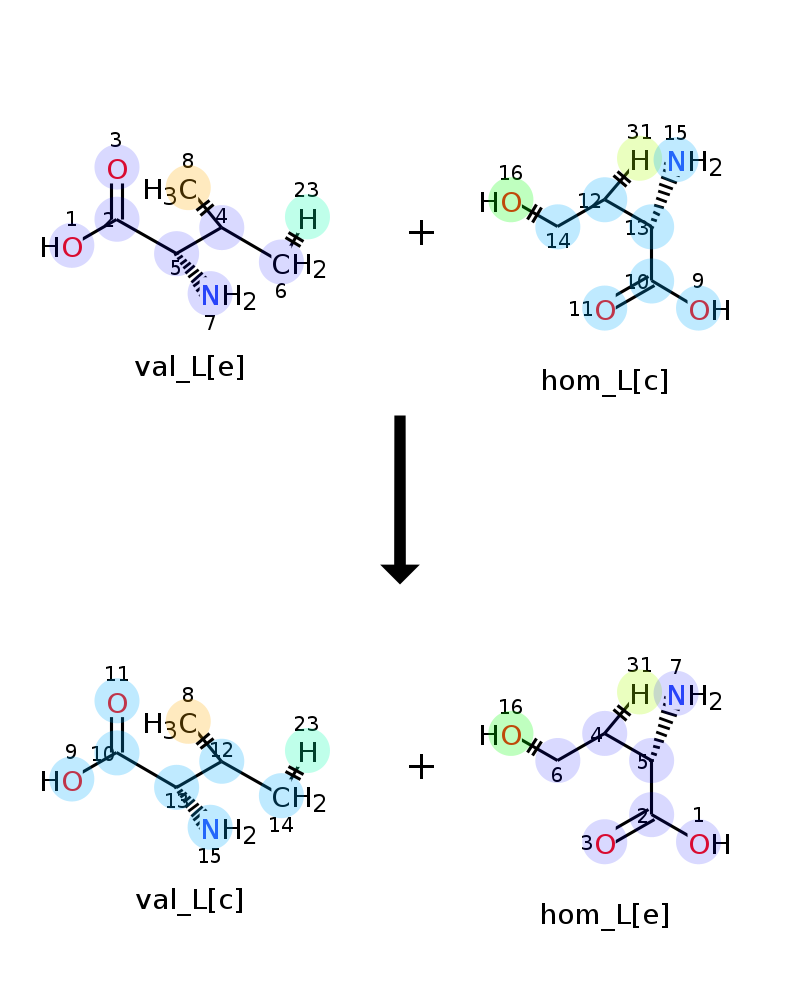 3
8
H₃C
O
23
H
1
2
4
HO
5
CH₂
6
NH₂
7
val_L[e]
+
31
15
H
NH₂
16
HO
12
13
14
10
9
11
O
OH
hom_L[c]
11
8
H₃C
O
23
H
9
10
12
HO
13
CH₂
14
NH₂
15
val_L[c]
+
31
7
H
NH₂
16
HO
4
5
6
2
1
3
O
OH
hom_L[e]